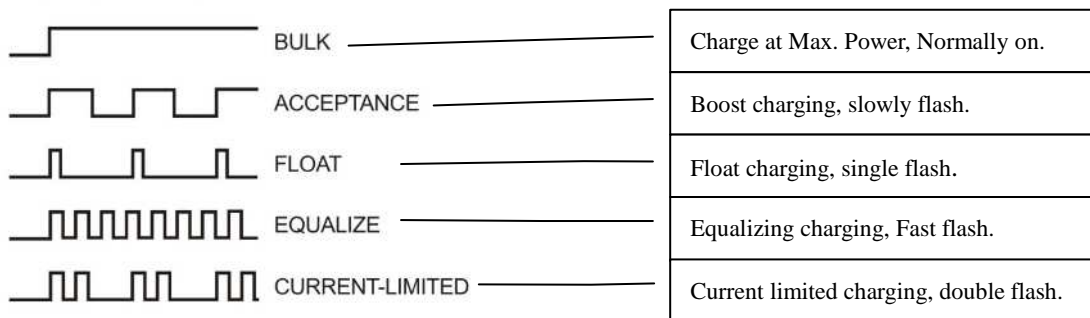 BULK Charge at Max. Power, Normally on.
ACCEPTANCE Boost charging, slowly flash.
FLOAT Float charging, single flash.
EQUALIZE Equalizing charging, Fast flash.
CURRENT-LIMITED Current limited charging, double flash.